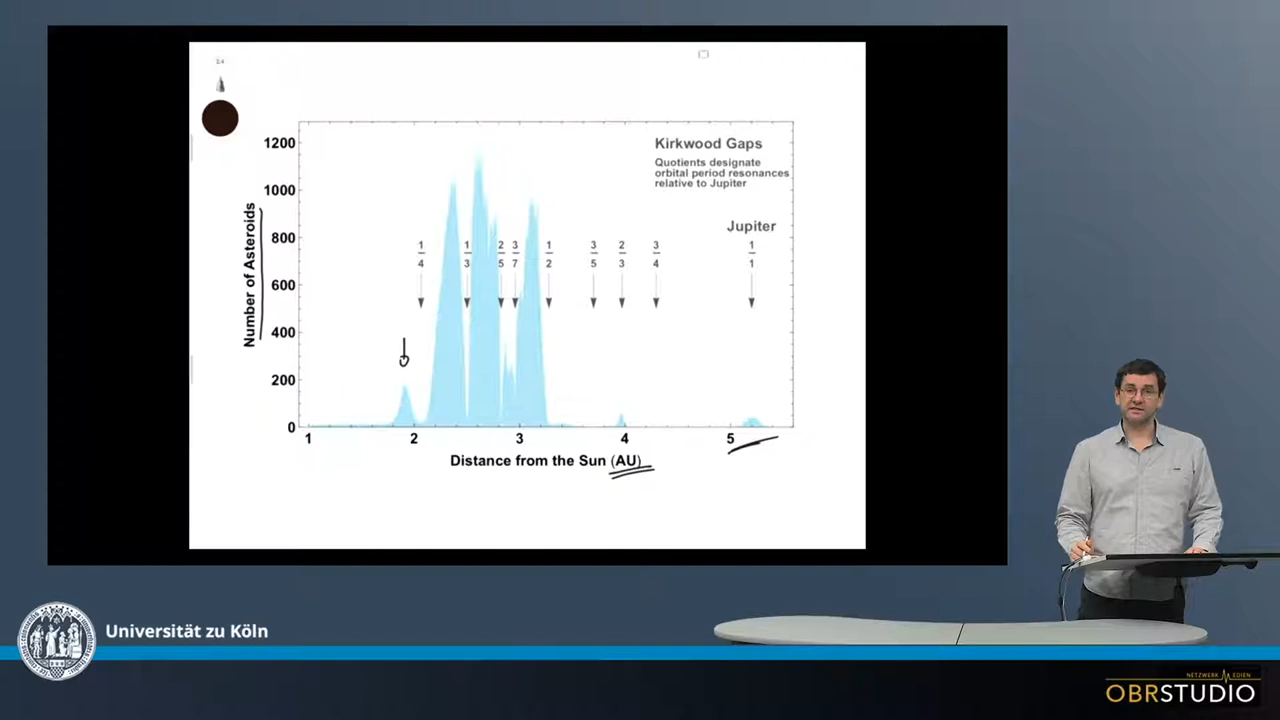 2.4
Kirkwood Gaps
Quotients designate
orbital period resonances
relative to Jupiter
Jupiter
1200
1000
800
600
400
200
0
Number of Asteroids
1/4 1/3 2/5 3/7 1/2 3/5 2/3 3/4 1/1
1 2 3 4 5
Distance from the Sun (AU)
Universität zu Köln
NETZWERK MEDIEN
OBRSTUDIO